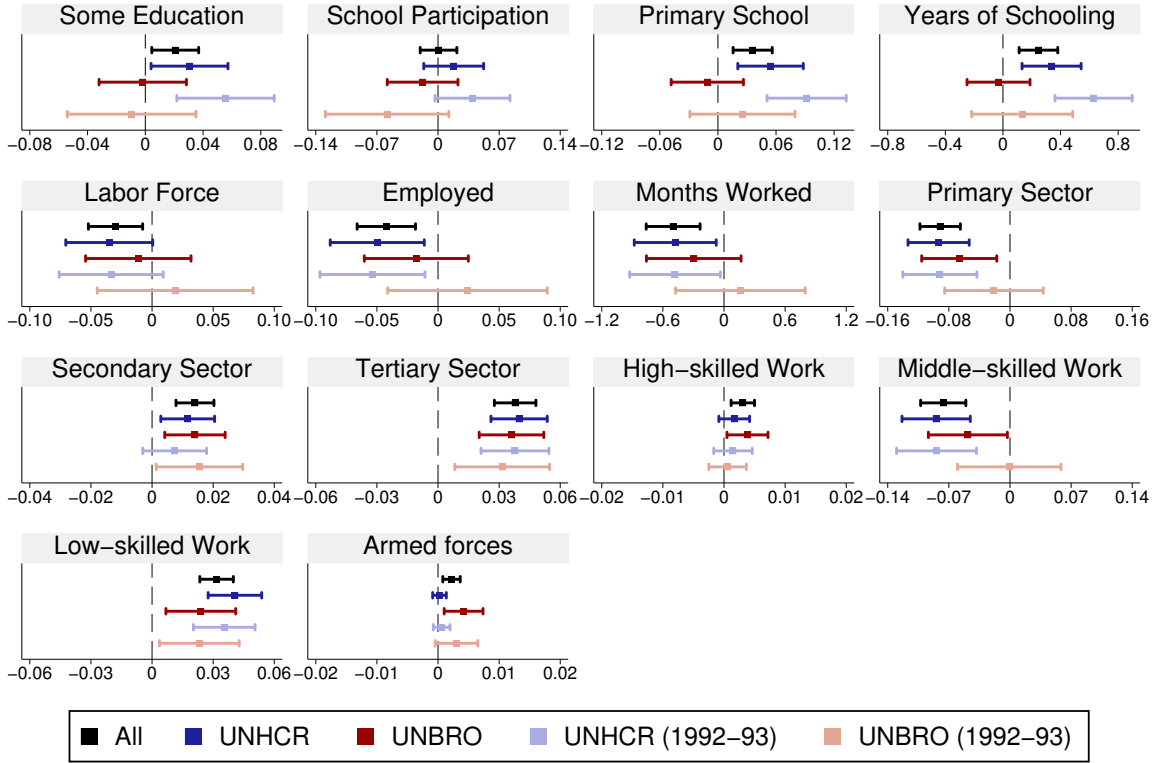 Some Education School Participation Primary School Years of Schooling
−0.08 −0.04 0 0.04 0.08 −0.14 −0.07 0 0.07 0.14 −0.12 −0.06 0 0.06 0.12 −0.8 −0.4 0 0.4 0.8
Labor Force Employed Months Worked Primary Sector
−0.10 −0.05 0 0.05 0.10 −0.10 −0.05 0 0.05 0.10 −1.2 −0.6 0 0.6 1.2 −0.16 −0.08 0 0.08 0.16
Secondary Sector Tertiary Sector High−skilled Work Middle−skilled Work
−0.04 −0.02 0 0.02 0.04 −0.06 −0.03 0 0.03 0.06 −0.02 −0.01 0 0.01 0.02 −0.14 −0.07 0 0.07 0.14
Low−skilled Work Armed forces
−0.06 −0.03 0 0.03 0.06 −0.02 −0.01 0 0.01 0.02
All UNHCR UNBRO UNHCR (1992−93) UNBRO (1992−93)